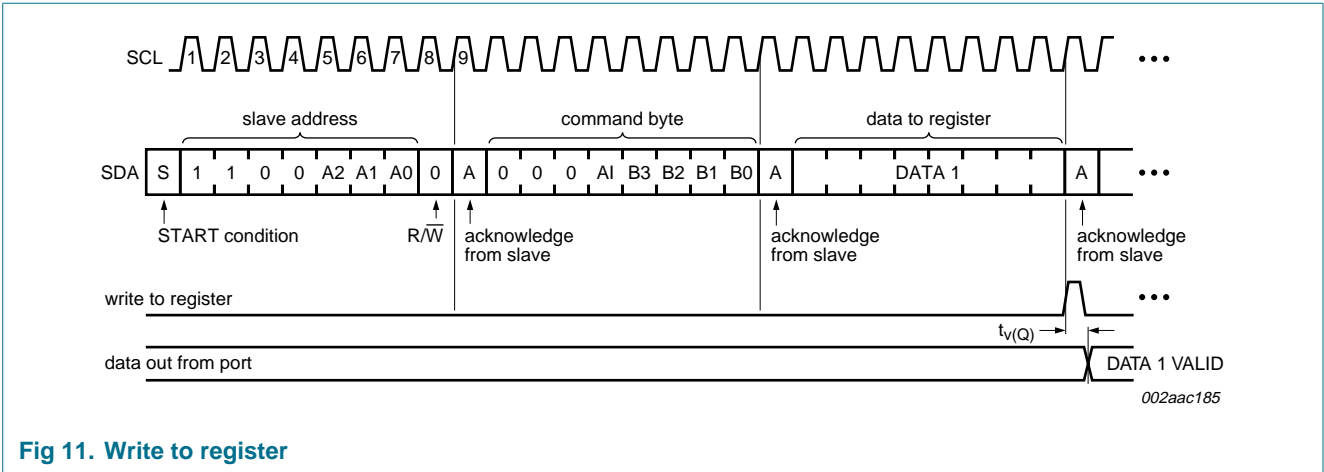 SCL 1 2 3 4 5 6 7 8 9
slave address command byte data to register
SDA S 1 1 0 0 A2 A1 A0 0 A 0 0 0 AI B3 B2 B1 B0 A DATA 1 A
START condition R/W̅ acknowledge from slave acknowledge from slave acknowledge from slave
write to register
tv(Q)
data out from port DATA 1 VALID
002aac185
Fig 11. Write to register